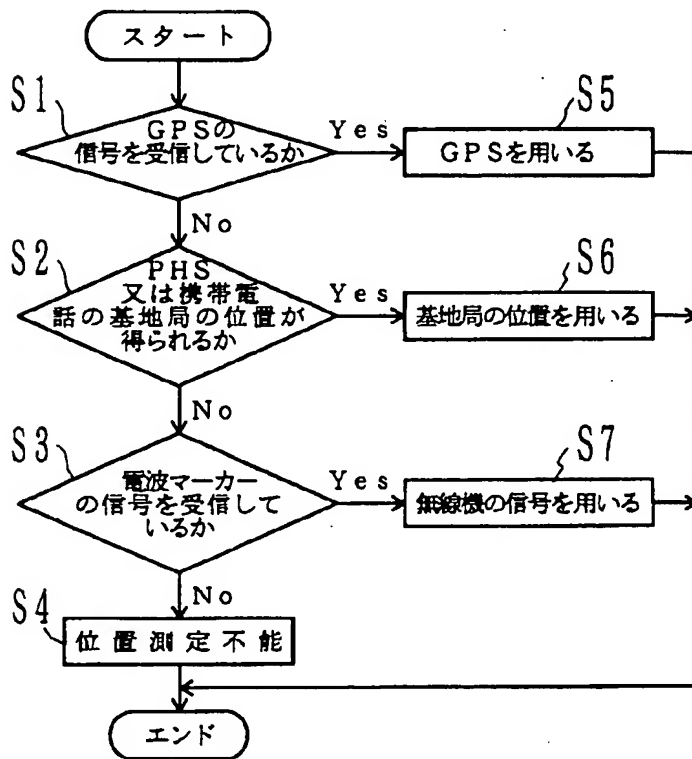 スタート
S1
GPSの
信号を受信しているか
Yes
S5
GPSを用いる
No
S2
PHS
又は携帯電
話の基地局の位置が
得られるか
Yes
S6
基地局の位置を用いる
No
S3
電波マーカー
の信号を受信して
いるか
Yes
S7
無線機の信号を用いる
No
S4
位置測定不能
エンド